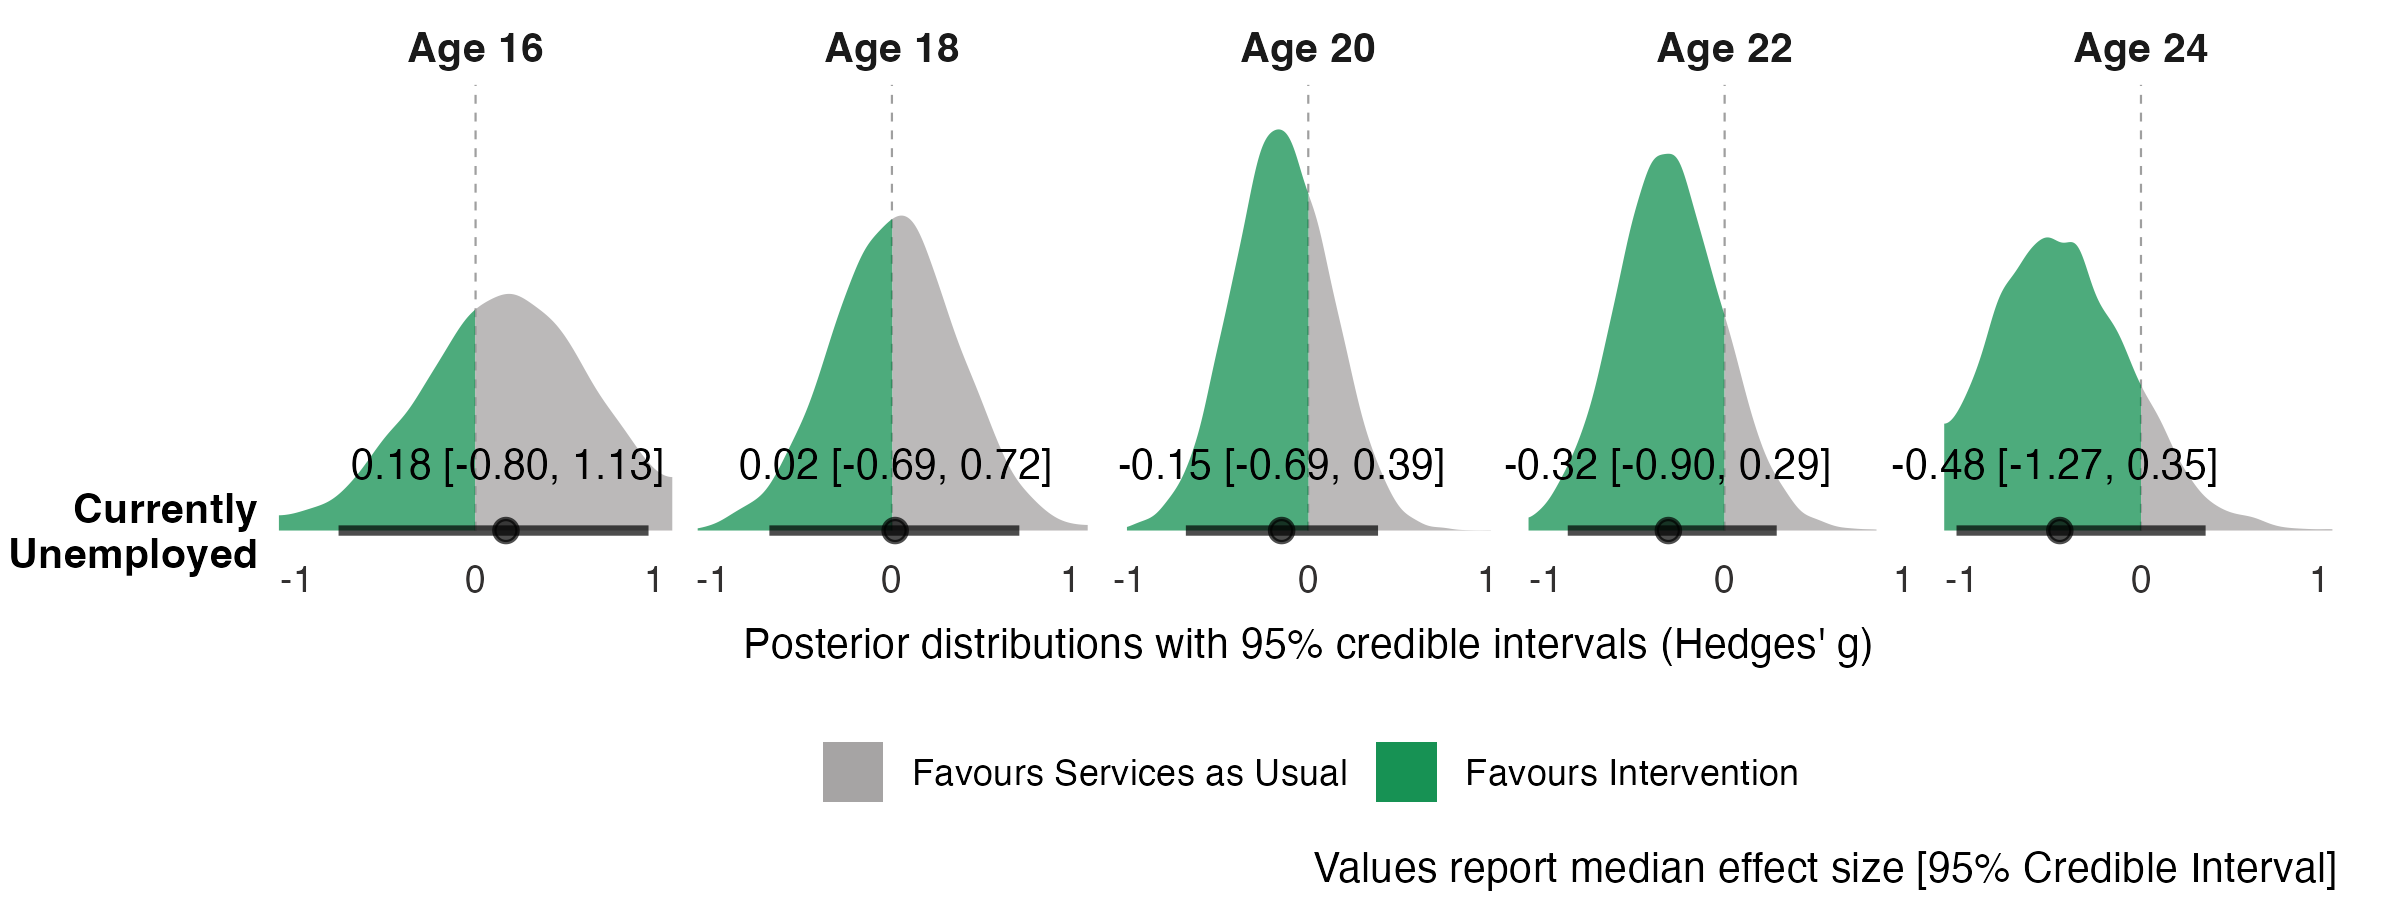 Age 16 Age 18 Age 20 Age 22 Age 24
0.18 [-0.80, 1.13] 0.02 [-0.69, 0.72] -0.15 [-0.69, 0.39] -0.32 [-0.90, 0.29] -0.48 [-1.27, 0.35]
Currently
Unemployed
-1 0 1 -1 0 1 -1 0 1 -1 0 1 -1 0 1
Posterior distributions with 95% credible intervals (Hedges' g)
Favours Services as Usual Favours Intervention
Values report median effect size [95% Credible Interval]